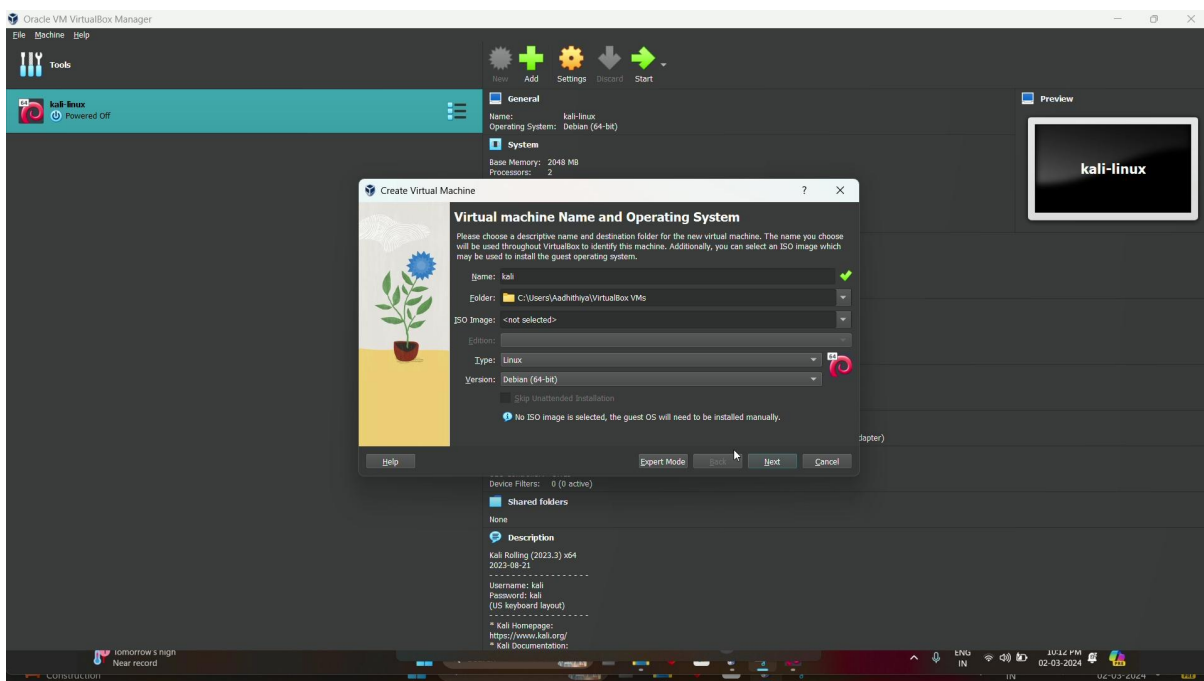 Oracle VM VirtualBox Manager
File Machine Help
Tools
New Add Settings Discard Start
64 kali-linux
Powered Off
General
Name: kali-linux
Operating System: Debian (64-bit)
System
Base Memory: 2048 MB
Processors: 2
Preview
kali-linux
Create Virtual Machine ?
Virtual machine Name and Operating System
Please choose a descriptive name and destination folder for the new virtual machine. The name you choose
will be used throughout VirtualBox to identify this machine. Additionally, you can select an ISO image which
may be used to install the guest operating system.
Name: kali
Folder: C:\Users\Aadhithiya\VirtualBox VMs
ISO Image: <not selected>
Edition:
Type: Linux
64
Version: Debian (64-bit)
Skip Unattended Installation
No ISO image is selected, the guest OS will need to be installed manually.
Help Expert Mode Back Next Cancel
dapter)
Device Filters: 0 (0 active)
Shared folders
None
Description
Kali Rolling (2023.3) x64
2023-08-21
- - - - - - - - - - - - - - - - - - -
Username: kali
Password: kali
(US keyboard layout)
- - - - - - - - - - - - - - - - - - -
* Kali Homepage:
https://www.kali.org/
* Kali Documentation:
Tomorrow's high
Near record
ENG
IN
10:12 PM
02-03-2024
Construction
IN
02-03-2024